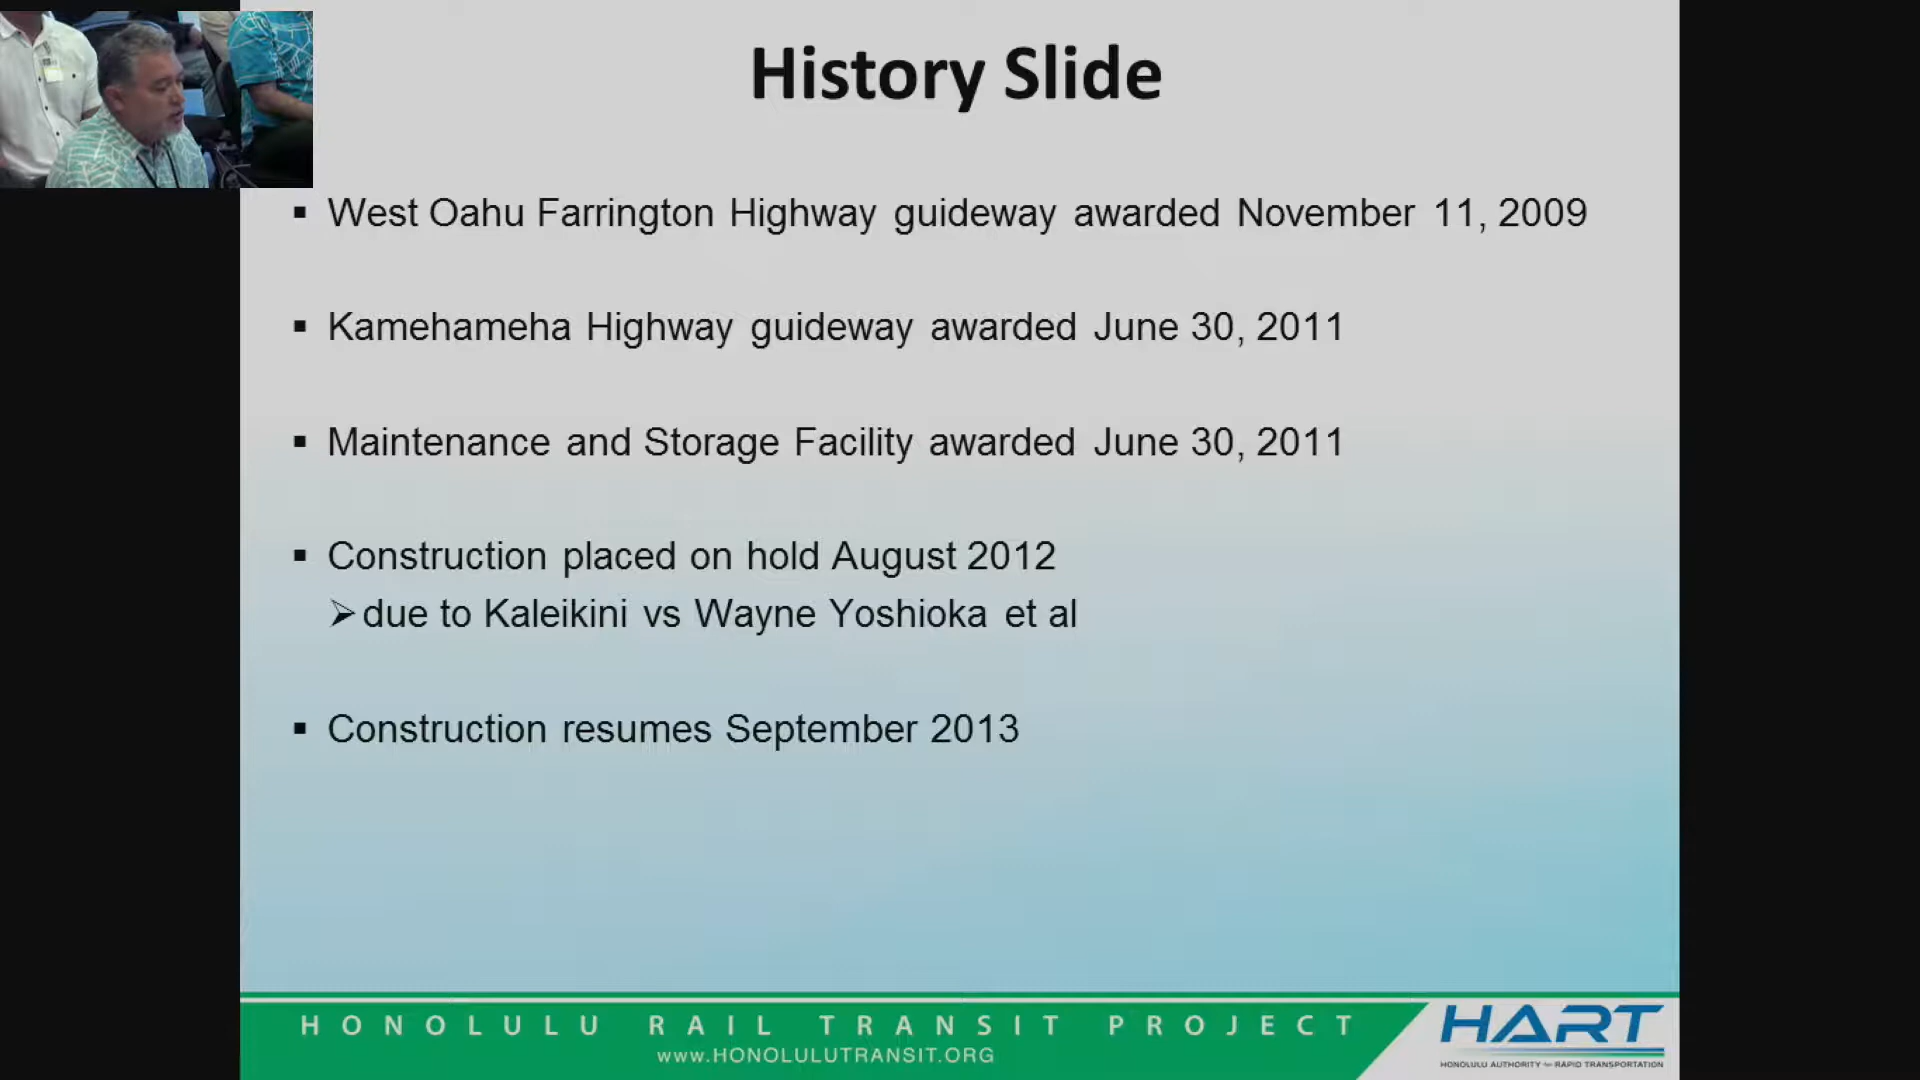 History Slide
▪ West Oahu Farrington Highway guideway awarded November 11, 2009
▪ Kamehameha Highway guideway awarded June 30, 2011
▪ Maintenance and Storage Facility awarded June 30, 2011
▪ Construction placed on hold August 2012
➢ due to Kaleikini vs Wayne Yoshioka et al
▪ Construction resumes September 2013
HONOLULU RAIL TRANSIT PROJECT
www.HONOLULUTRANSIT.ORG
HART
HONOLULU AUTHORITY for RAPID TRANSPORTATION